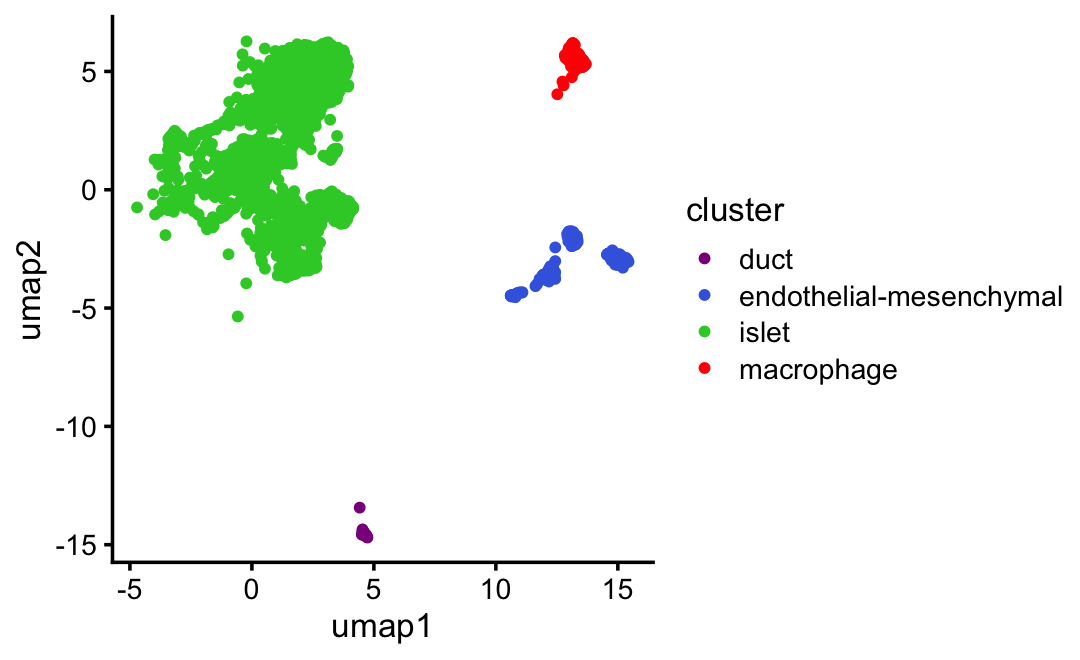 5
0
-5
-10
-15
-5
0
5
10
15
umap1
umap2
cluster
duct
endothelial-mesenchymal
islet
macrophage